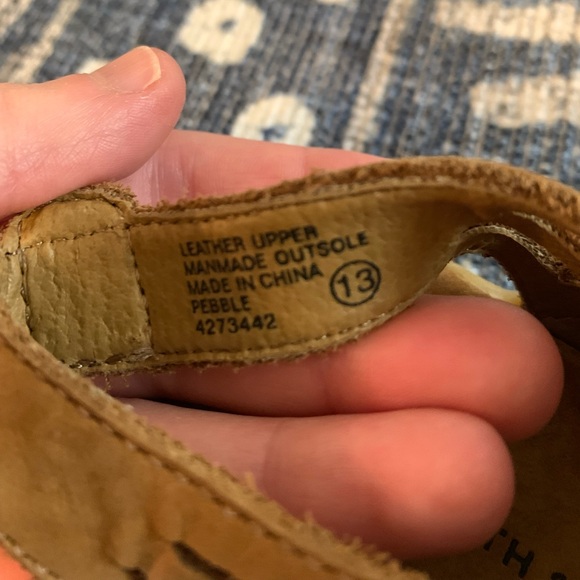 LEATHER UPPER
MANMADE OUTSOLE
MADE IN CHINA
PEBBLE
4273442
13